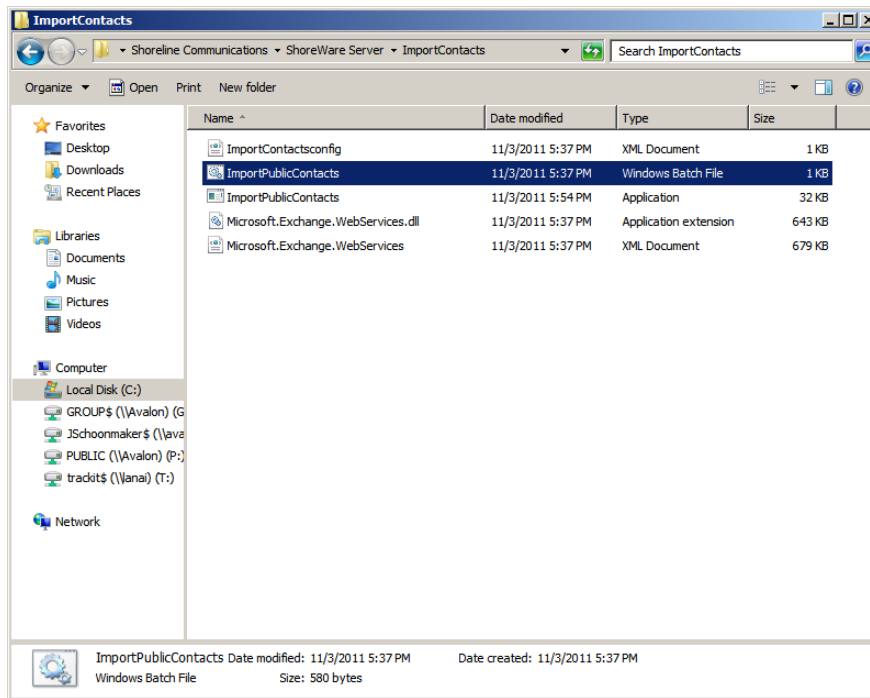 ImportContacts
Shoreline Communications ShoreWare Server ImportContacts Search ImportContacts
Organize Open Print New folder
Name Date modified Type Size
ImportContactsconfig 11/3/2011 5:37 PM XML Document 1 KB
ImportPublicContacts 11/3/2011 5:37 PM Windows Batch File 1 KB
ImportPublicContacts 11/3/2011 5:54 PM Application 32 KB
Microsoft.Exchange.WebServices.dll 11/3/2011 5:37 PM Application extension 643 KB
Microsoft.Exchange.WebServices 11/3/2011 5:37 PM XML Document 679 KB
Favorites
Desktop
Downloads
Recent Places
Libraries
Documents
Music
Pictures
Videos
Computer
Local Disk (C:)
GROUP$ (\\Avalon) (G
JSchoonmaker$ (\\ava
PUBLIC (\\Avalon) (P:)
trackit$ (\\lanai) (T:)
Network
ImportPublicContacts Date modified: 11/3/2011 5:37 PM Date created: 11/3/2011 5:37 PM
Windows Batch File Size: 580 bytes